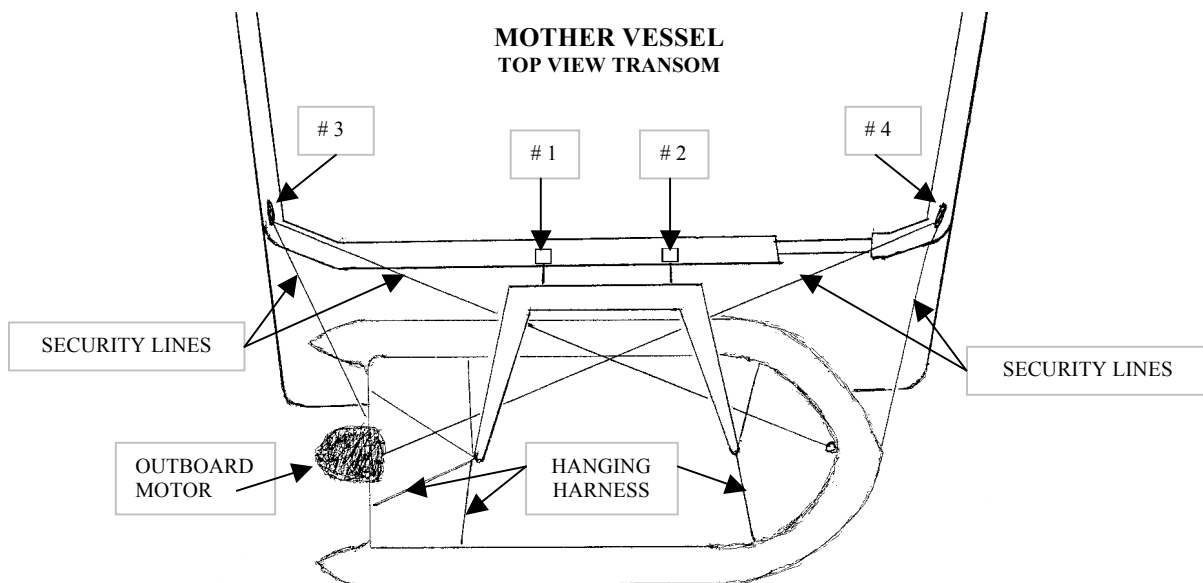 MOTHER VESSEL
TOP VIEW TRANSOM
# 3
# 1
# 2
# 4
SECURITY LINES
SECURITY LINES
OUTBOARD
MOTOR
HANGING
HARNESS